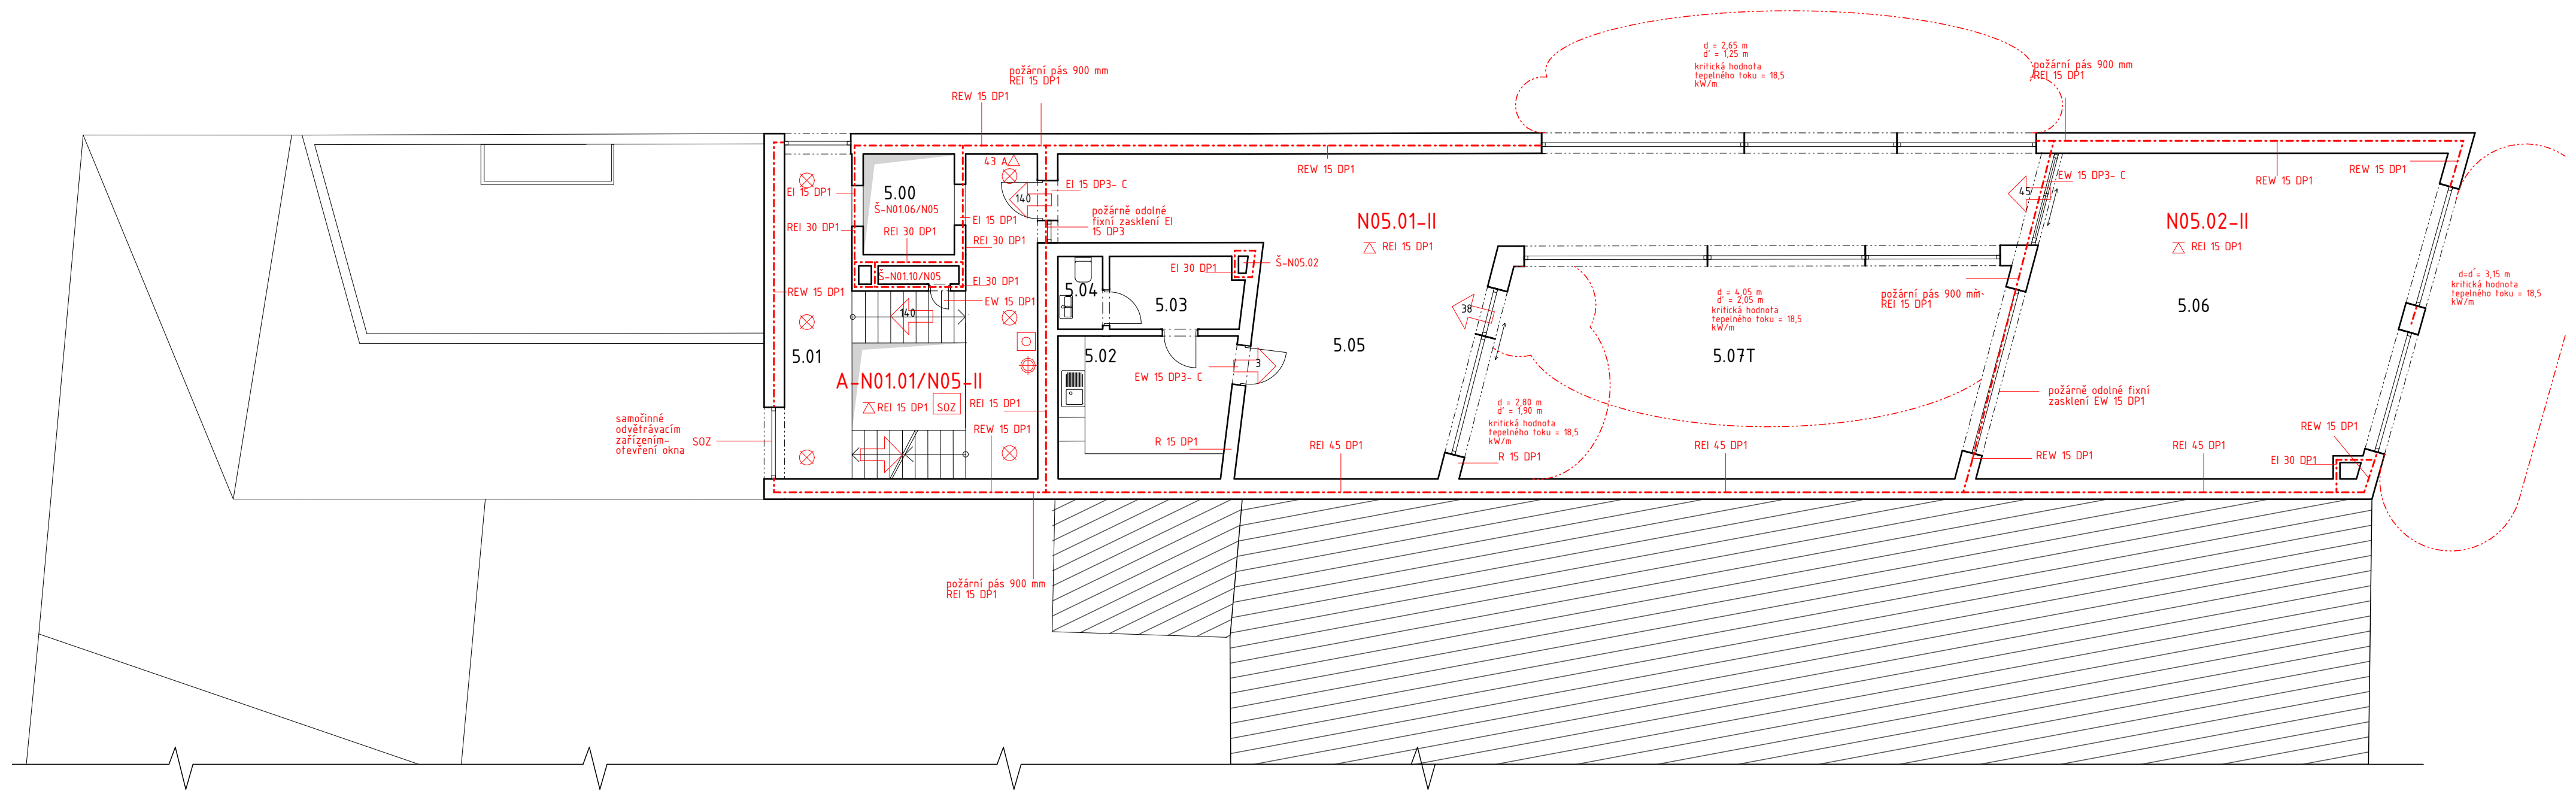 d = 2,65 m
d' = 1,25 m
kritická hodnota
tepelného toku = 18,5
kW/m
požární pás 900 mm
REI 15 DP1
REW 15 DP1
požární pás 900 mm
REI 15 DP1
43 A
EI 15 DP1
5.00
Š-N01.06/N05
REI 30 DP1
REI 30 DP1
EI 15 DP1
REI 30 DP1
140
EI 15 DP3- C
požárně odolné
fixní zasklení EI
15 DP3
REW 15 DP1
N05.01-II
REI 15 DP1
45
EW 15 DP3- C
REW 15 DP1
REW 15 DP1
N05.02-II
REI 15 DP1
Š-N01.10/N05
EI 30 DP1
REW 15 DP1
EW 15 DP1
140
EI 30 DP1
Š-N05.02
5.04
5.03
5.01
5.02
5.05
38
d = 4,05 m
d' = 2,05 m
kritická hodnota
tepelného toku = 18,5
kW/m
5.07T
požární pás 900 mm
REI 15 DP1
5.06
d=d'= 3,15 m
kritická hodnota
tepelného toku = 18,5
kW/m
A-N01.01/N05-II
REI 15 DP1
SOZ
REI 15 DP1
EW 15 DP3- C
3
požárně odolné fixní
zasklení EW 15 DP1
samočinné
odvětrávacím
zařízením-
otevření okna
SOZ
REW 15 DP1
R 15 DP1
REI 45 DP1
d = 2,80 m
d' = 1,90 m
kritická hodnota
tepelného toku = 18,5
kW/m
R 15 DP1
REI 45 DP1
REW 15 DP1
REI 45 DP1
REW 15 DP1
EI 30 DP1
požární pás 900 mm
REI 15 DP1